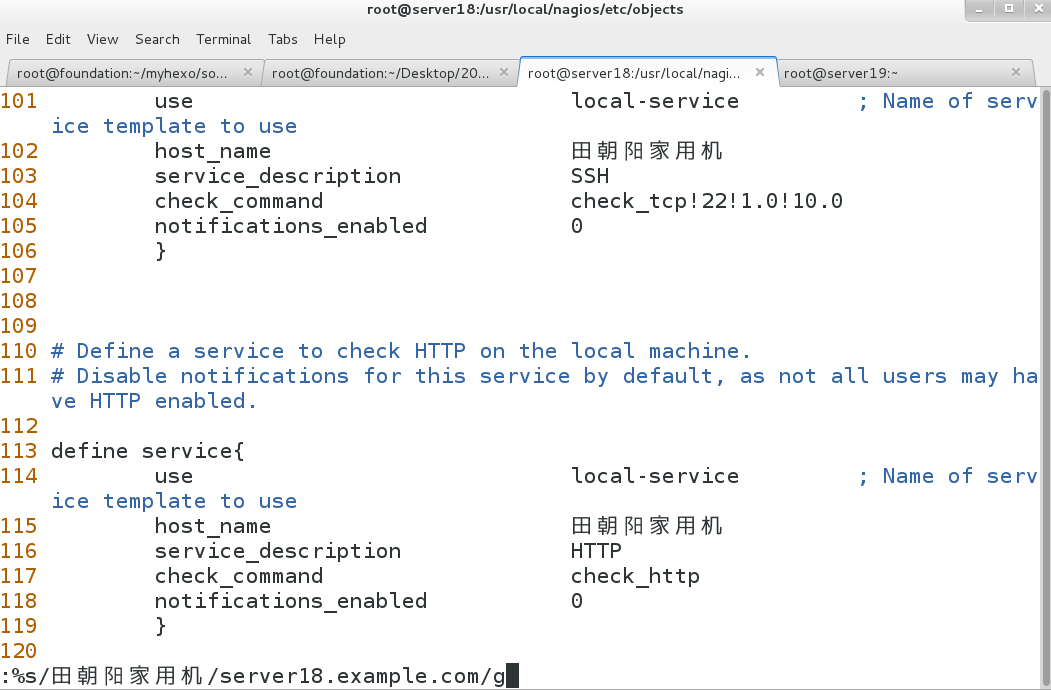 root@server18:/usr/local/nagios/etc/objects
File Edit View Search Terminal Tabs Help
root@foundation:~/myhexo/so... root@foundation:~/Desktop/20... root@server18:/usr/local/nagi... root@server19:~
101 use local-service ; Name of serv
ice template to use
102 host_name 田朝阳家用机
103 service_description SSH
104 check_command check_tcp!22!1.0!10.0
105 notifications_enabled 0
106 }
107
108
109
110 # Define a service to check HTTP on the local machine.
111 # Disable notifications for this service by default, as not all users may ha
ve HTTP enabled.
112
113 define service{
114 use local-service ; Name of serv
ice template to use
115 host_name 田朝阳家用机
116 service_description HTTP
117 check_command check_http
118 notifications_enabled 0
119 }
120
:%s/田朝阳家用机/server18.example.com/g